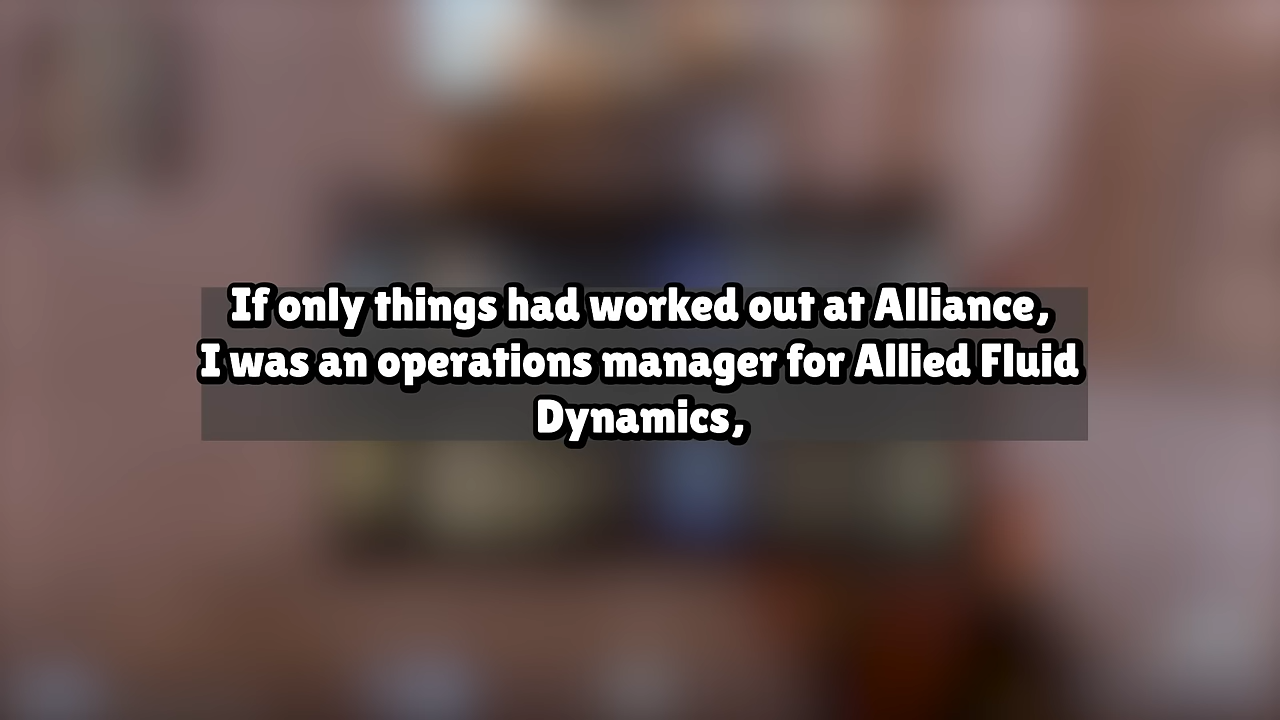 If only things had worked out at Alliance,
I was an operations manager for Allied Fluid
Dynamics,